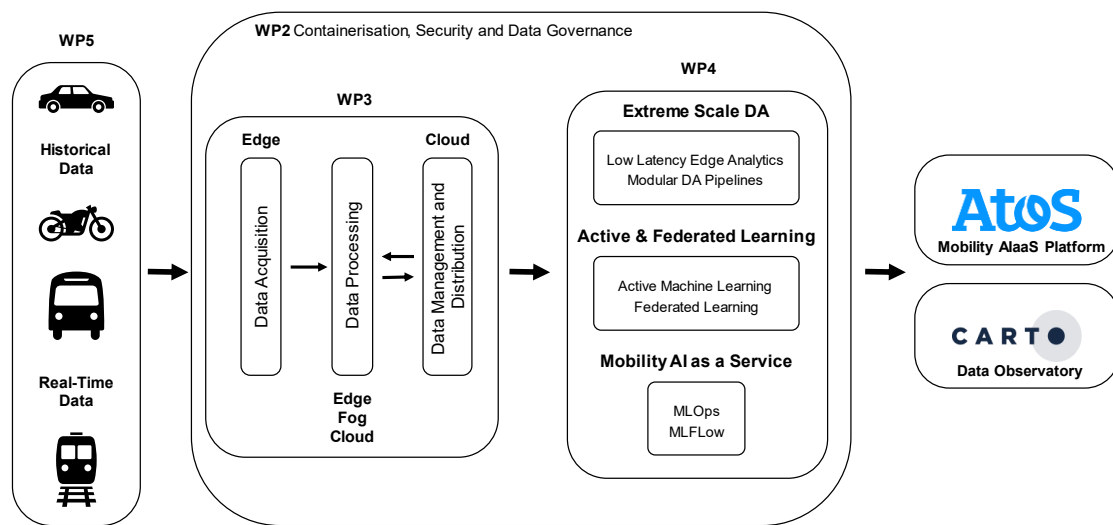 WP5
Historical
Data
Real-Time
Data
WP2 Containerisation, Security and Data Governance
WP3
Edge
Cloud
Data Acquisition
Data Processing
Data Management and
Distribution
Edge
Fog
Cloud
WP4
Extreme Scale DA
Low Latency Edge Analytics
Modular DA Pipelines
Active & Federated Learning
Active Machine Learning
Federated Learning
Mobility AI as a Service
MLOps
MLFLow
Atos
Mobility AIaaS Platform
CARTO
Data Observatory